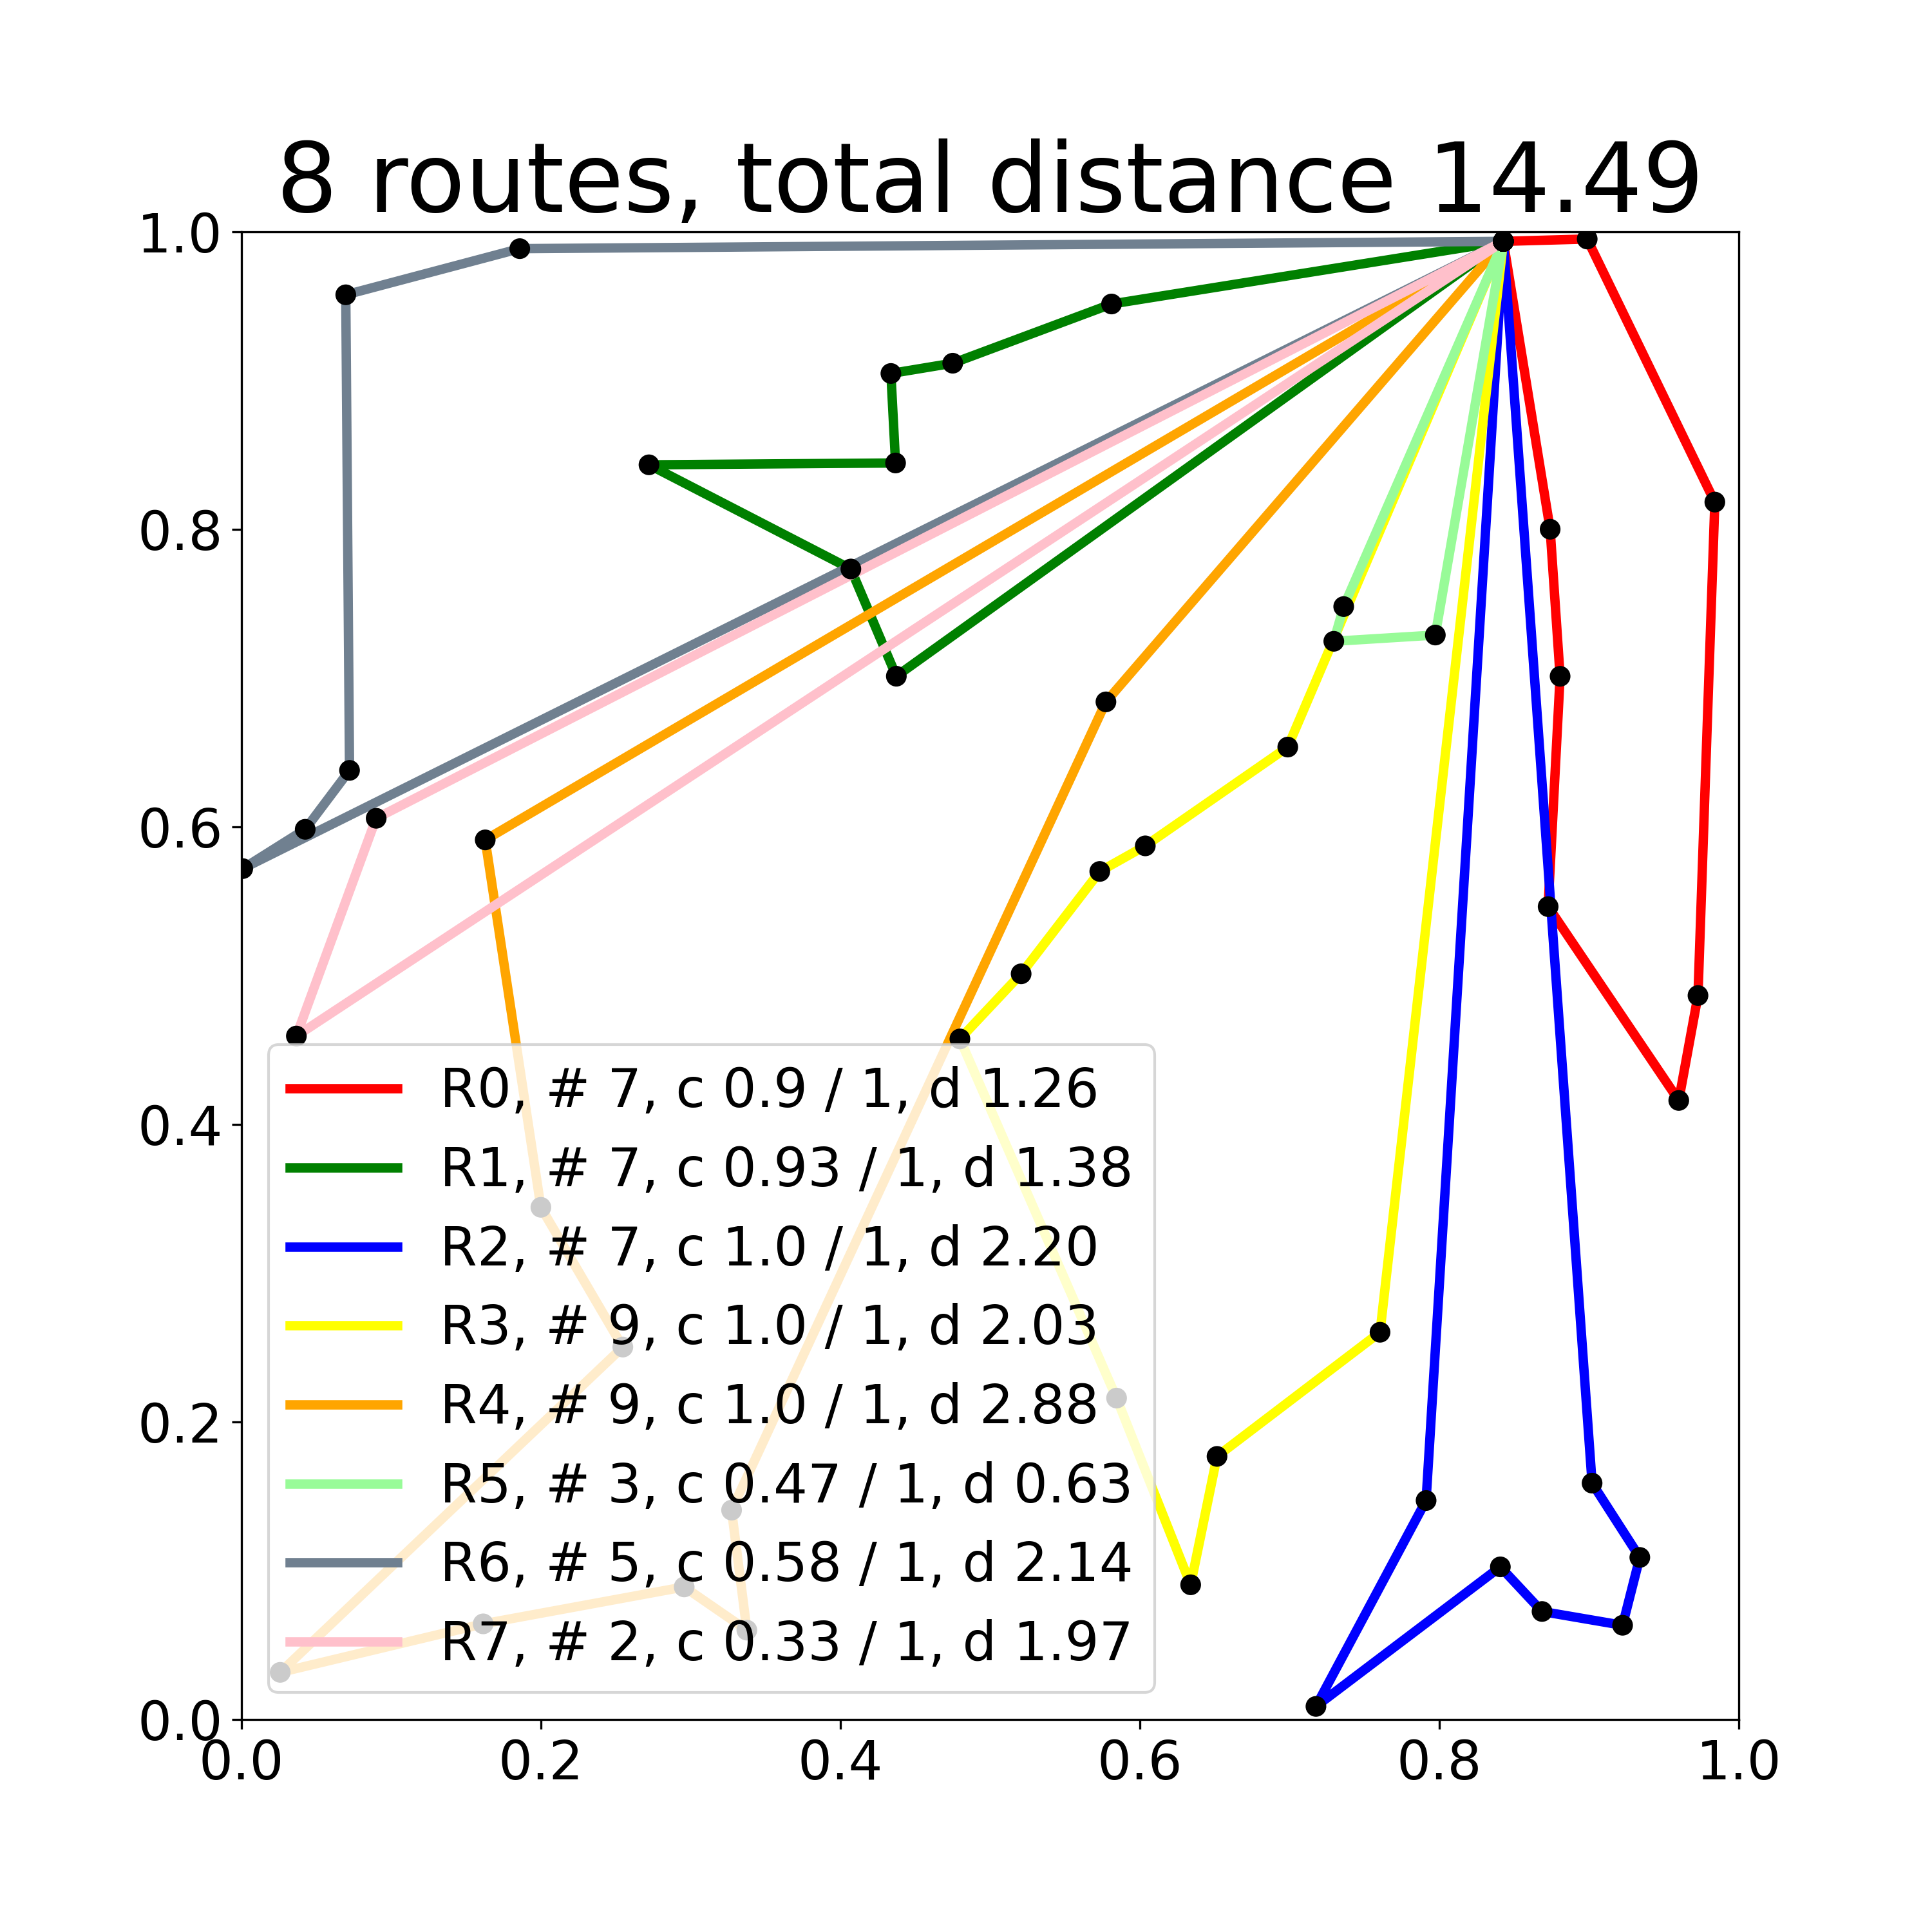 8 routes, total distance 14.49
1.0
0.8
0.6
0.4
0.2
0.0
R0, # 7, c 0.9 / 1, d 1.26
R1, # 7, c 0.93 / 1, d 1.38
R2, # 7, c 1.0 / 1, d 2.20
R3, # 9, c 1.0 / 1, d 2.03
R4, # 9, c 1.0 / 1, d 2.88
R5, # 3, c 0.47 / 1, d 0.63
R6, # 5, c 0.58 / 1, d 2.14
R7, # 2, c 0.33 / 1, d 1.97
0.0 0.2 0.4 0.6 0.8 1.0